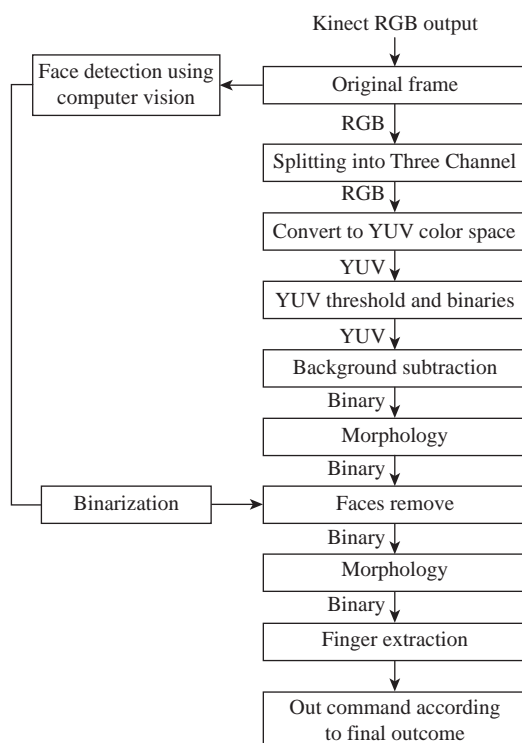 Kinect RGB output
Face detection using
computer vision
Original frame
RGB
Splitting into Three Channel
RGB
Convert to YUV color space
YUV
YUV threshold and binaries
YUV
Background subtraction
Binary
Morphology
Binary
Binarization
Faces remove
Binary
Morphology
Binary
Finger extraction
Out command according
to final outcome